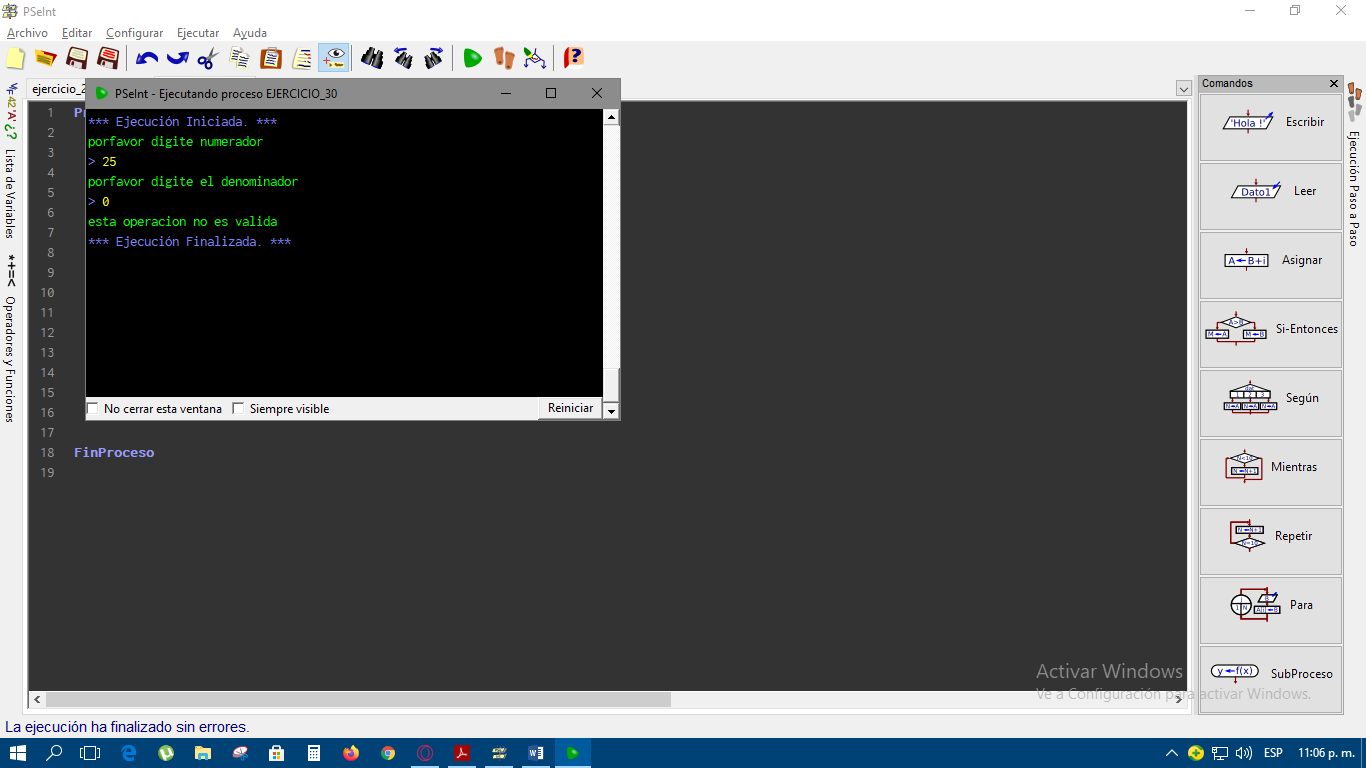 PSeInt
Archivo Editar Configurar Ejecutar Ayuda
PSeInt - Ejecutando proceso EJERCICIO_30
*** Ejecución Iniciada. ***
porfavor digite numerador
> 25
porfavor digite el denominador
> 0
esta operacion no es valida
*** Ejecución Finalizada. ***
No cerrar esta ventana Siempre visible Reiniciar
1
2
3
4
5
6
7
8
9
10
11
12
13
14
15
16
17
18 FinProceso
19
Lista de Variables
*+=<
Operadores y Funciones
Comandos
'Hola !' Escribir
Dato1 Leer
A←B+i Asignar
A>B M←A M←B Si-Entonces
Según
Mientras
Repetir
Para
y←f(x) SubProceso
Ejecución Paso a Paso
Activar Windows
Ve a Configuración para activar Windows.
La ejecución ha finalizado sin errores.
ESP 11:06 p. m.